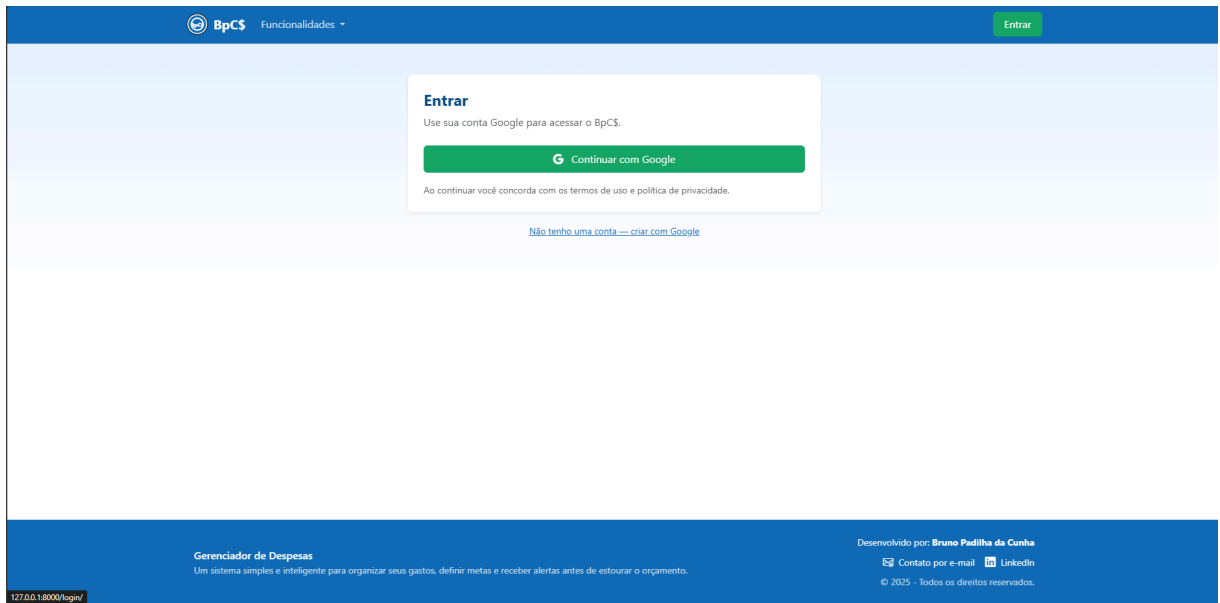 BpC$ Funcionalidades
Entrar
Entrar
Use sua conta Google para acessar o BpC$.
G Continuar com Google
Ao continuar você concorda com os termos de uso e política de privacidade.
Não tenho uma conta — criar com Google
Gerenciador de Despesas
Um sistema simples e inteligente para organizar seus gastos, definir metas e receber alertas antes de estourar o orçamento.
Desenvolvido por: Bruno Padilha da Cunha
Contato por e-mail in LinkedIn
© 2025 - Todos os direitos reservados.
127.0.0.1:8000/login/